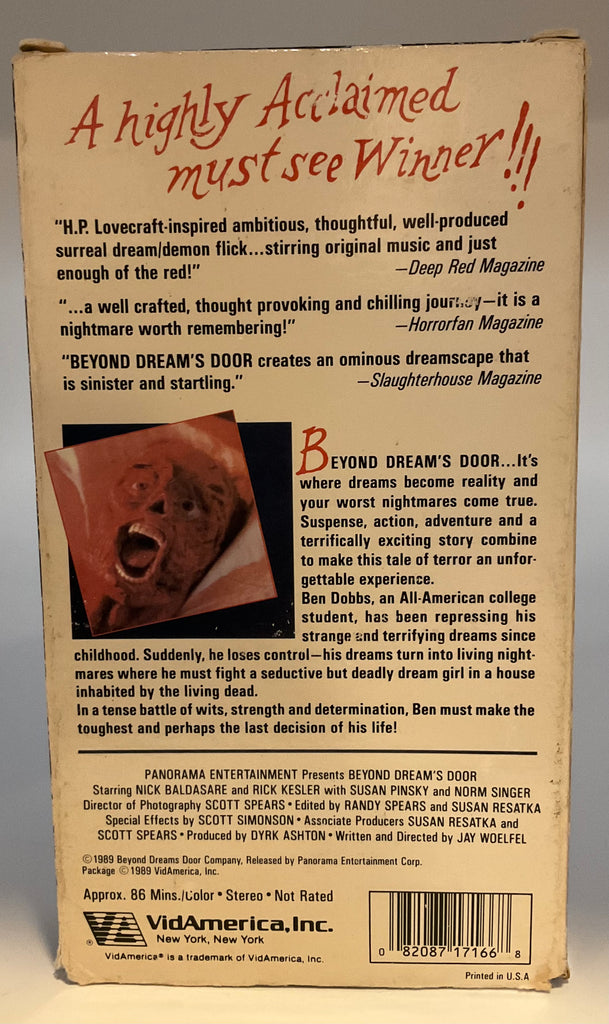 A highly Acclaimed
must see Winner!!!
"H.P. Lovecraft-inspired ambitious, thoughtful, well-produced
surreal dream/demon flick...stirring original music and just
enough of the red!" —Deep Red Magazine
"...a well crafted, thought provoking and chilling journey—it is a
nightmare worth remembering!" —Horrorfan Magazine
"BEYOND DREAM'S DOOR creates an ominous dreamscape that
is sinister and startling." —Slaughterhouse Magazine
BEYOND DREAM'S DOOR...It's
where dreams become reality and
your worst nightmares come true.
Suspense, action, adventure and a
terrifically exciting story combine
to make this tale of terror an unfor-
gettable experience.
Ben Dobbs, an All-American college
student, has been repressing his
strange and terrifying dreams since
childhood. Suddenly, he loses control—his dreams turn into living night-
mares where he must fight a seductive but deadly dream girl in a house
inhabited by the living dead.
In a tense battle of wits, strength and determination, Ben must make the
toughest and perhaps the last decision of his life!
PANORAMA ENTERTAINMENT Presents BEYOND DREAM'S DOOR
Starring NICK BALDASARE and RICK KESLER with SUSAN PINSKY and NORM SINGER
Director of Photography SCOTT SPEARS • Edited by RANDY SPEARS and SUSAN RESATKA
Special Effects by SCOTT SIMONSON • Associate Producers SUSAN RESATKA and
SCOTT SPEARS • Produced by DYRK ASHTON • Written and Directed by JAY WOELFEL
©1989 Beyond Dreams Door Company, Released by Panorama Entertainment Corp.
Package ©1989 VidAmerica, Inc.
Approx. 86 Mins./Color • Stereo • Not Rated
® VidAmerica, Inc.
New York, New York
VidAmerica® is a trademark of VidAmerica, Inc.
0 82087 17166 8
Printed in U.S.A